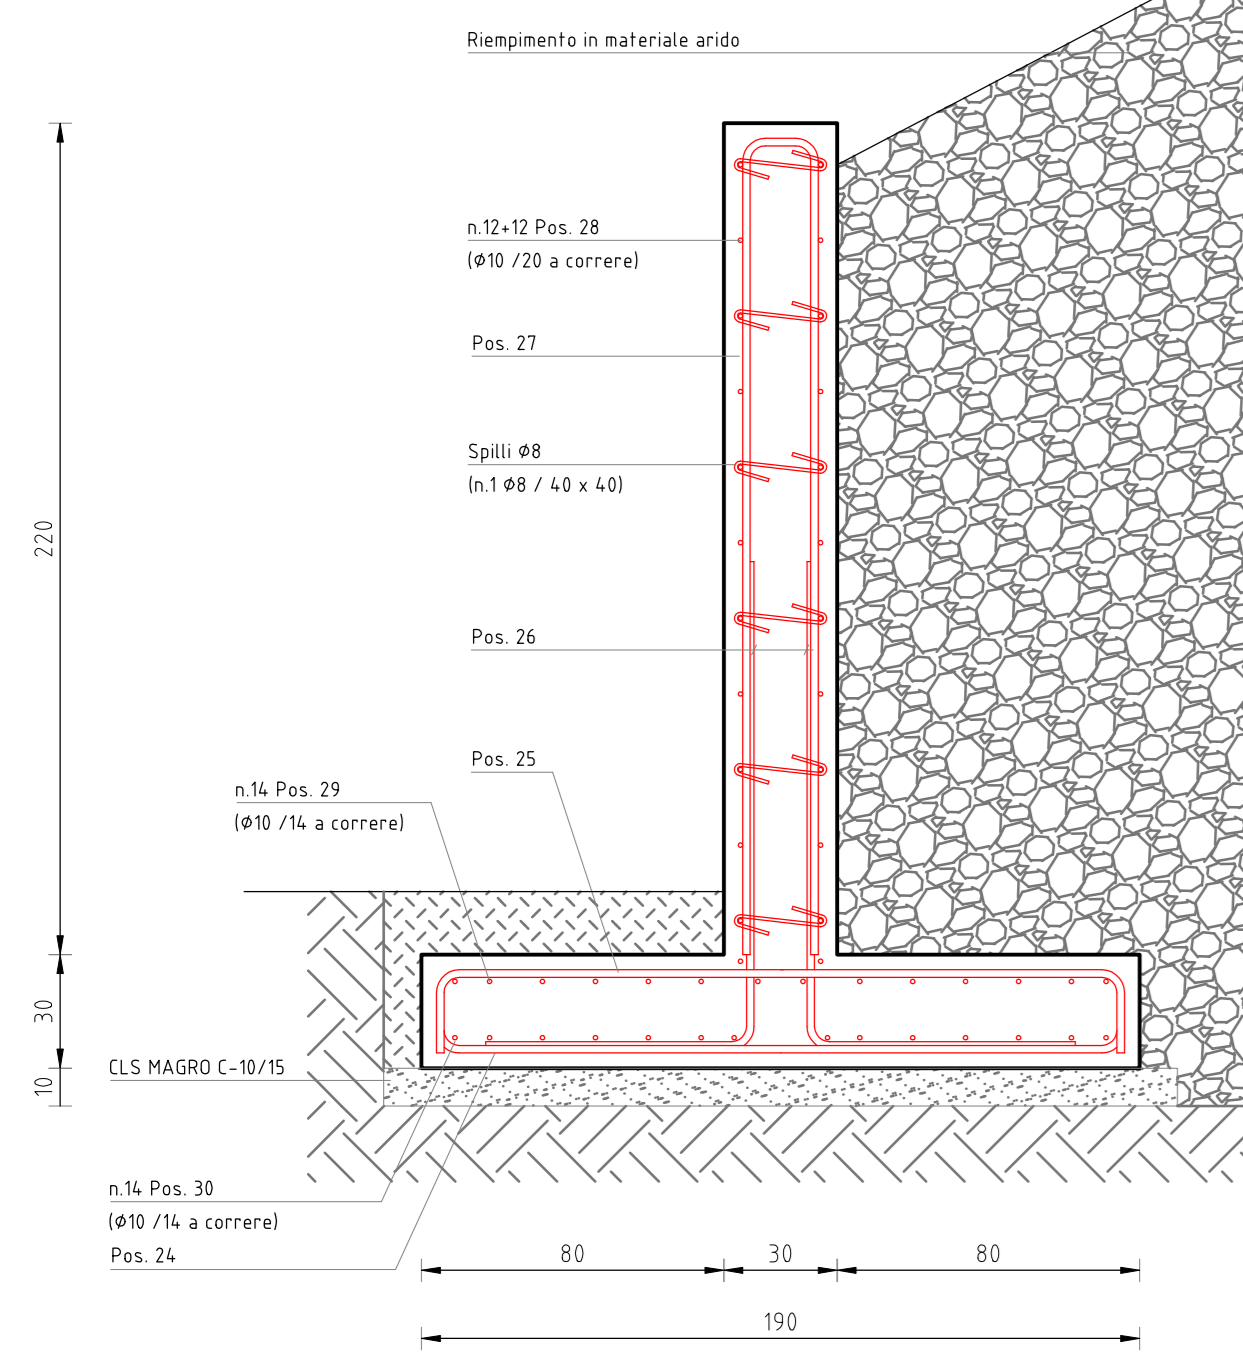 Riempimento in materiale arido
n.12+12 Pos. 28
(Ø10 /20 a correre)
Pos. 27
Spilli Ø8
(n.1 Ø8 / 40 x 40)
220
Pos. 26
Pos. 25
n.14 Pos. 29
(Ø10 /14 a correre)
30
CLS MAGRO C-10/15
10
n.14 Pos. 30
(Ø10 /14 a correre)
Pos. 24
80 30 80
190